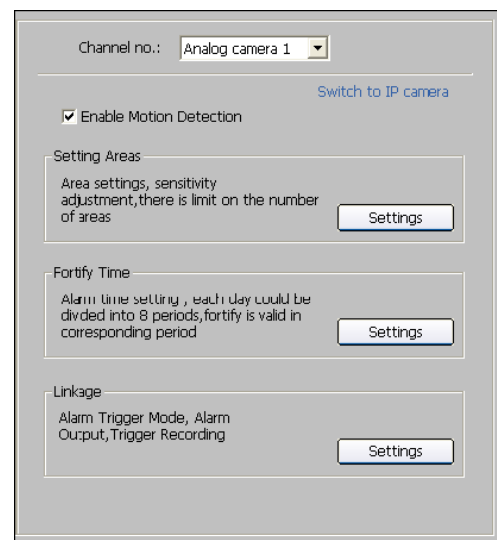 Channel no.: Analog camera 1
Switch to IP camera
Enable Motion Detection
Setting Areas
Area settings, sensitivity
adjustment,there is limit on the number
of areas
Settings
Fortify Time
Alarm time setting , each day could be
divided into 8 periods,fortify is valid in
corresponding period
Settings
Linkage
Alarm Trigger Mode, Alarm
Output,Trigger Recording
Settings